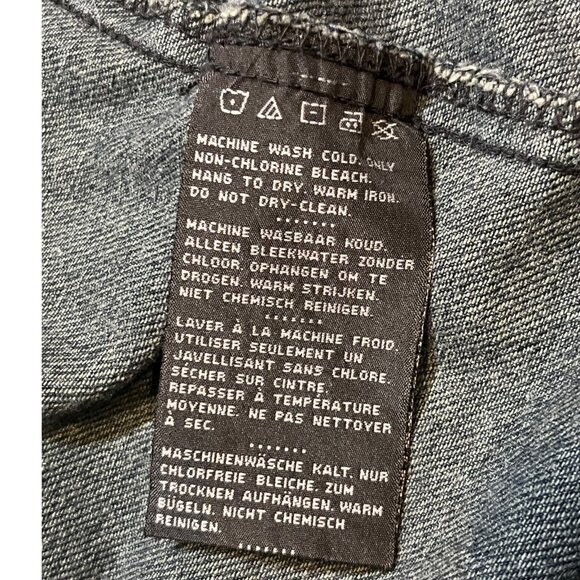 MACHINE WASH COLD. ONLY
NON-CHLORINE BLEACH.
HANG TO DRY. WARM IRON.
DO NOT DRY-CLEAN.
MACHINE WASBAAR KOUD.
ALLEEN BLEEKWATER ZONDER
CHLOOR. OPHANGEN OM TE
DROGEN. WARM STRIJKEN.
NIET CHEMISCH REINIGEN.
LAVER À LA MACHINE FROID.
UTILISER SEULEMENT UN
JAVELLISANT SANS CHLORE.
SÉCHER SUR CINTRE.
REPASSER À TEMPÉRATURE
MOYENNE. NE PAS NETTOYER
À SEC.
MASCHINENWÄSCHE KALT. NUR
CHLORFREIE BLEICHE. ZUM
TROCKNEN AUFHÄNGEN. WARM
BÜGELN. NICHT CHEMISCH
REINIGEN.